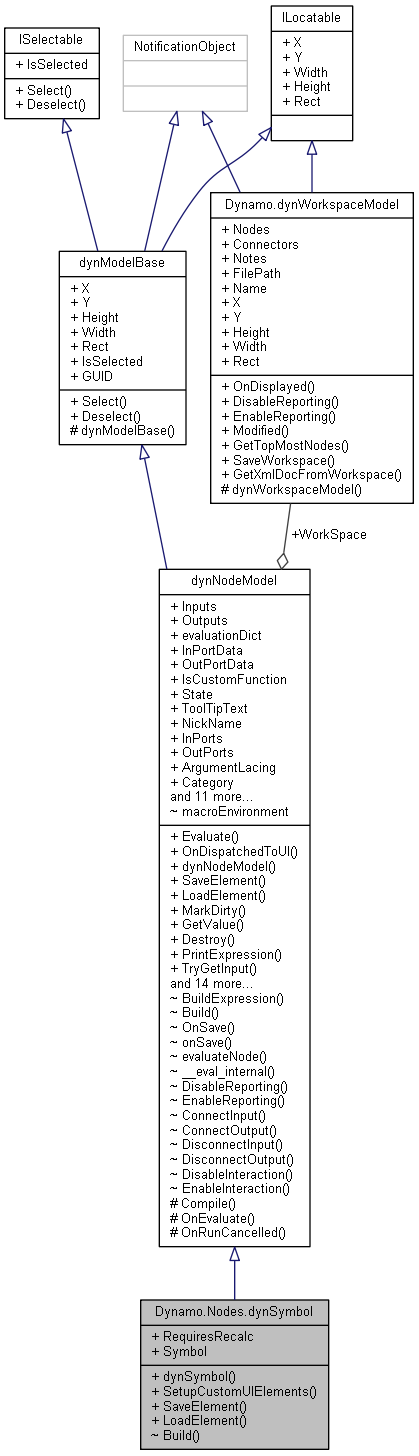 ISelectable
+ IsSelected
+ Select()
+ Deselect()
NotificationObject
ILocatable
+ X
+ Y
+ Width
+ Height
+ Rect
dynModelBase
+ X
+ Y
+ Height
+ Width
+ Rect
+ IsSelected
+ GUID
+ Select()
+ Deselect()
# dynModelBase()
Dynamo.dynWorkspaceModel
+ Nodes
+ Connectors
+ Notes
+ FilePath
+ Name
+ X
+ Y
+ Height
+ Width
+ Rect
+ OnDisplayed()
+ DisableReporting()
+ EnableReporting()
+ Modified()
+ GetTopMostNodes()
+ SaveWorkspace()
+ GetXmlDocFromWorkspace()
# dynWorkspaceModel()
+WorkSpace
dynNodeModel
+ Inputs
+ Outputs
+ evaluationDict
+ InPortData
+ OutPortData
+ IsCustomFunction
+ State
+ ToolTipText
+ NickName
+ InPorts
+ OutPorts
+ ArgumentLacing
+ Category
and 11 more...
~ macroEnvironment
+ Evaluate()
+ OnDispatchedToUI()
+ dynNodeModel()
+ SaveElement()
+ LoadElement()
+ MarkDirty()
+ GetValue()
+ Destroy()
+ PrintExpression()
+ TryGetInput()
and 14 more...
~ BuildExpression()
~ Build()
~ OnSave()
~ onSave()
~ evaluateNode()
~ __eval_internal()
~ DisableReporting()
~ EnableReporting()
~ ConnectInput()
~ ConnectOutput()
~ DisconnectInput()
~ DisconnectOutput()
~ DisableInteraction()
~ EnableInteraction()
# Compile()
# OnEvaluate()
# OnRunCancelled()
Dynamo.Nodes.dynSymbol
+ RequiresRecalc
+ Symbol
+ dynSymbol()
+ SetupCustomUIElements()
+ SaveElement()
+ LoadElement()
~ Build()